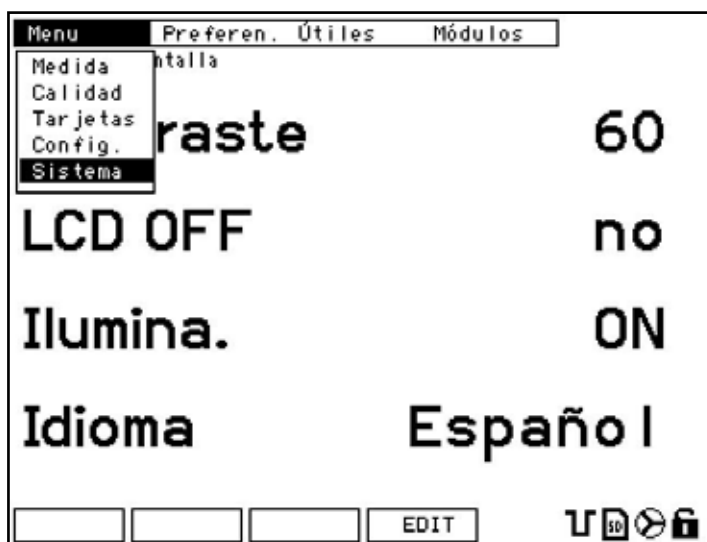 Menu Preferen. Útiles Módulos
Medida ntalla
Calidad
Tarjetas
Config.
Sistema
raste 60
LCD OFF no
Ilumina. ON
Idioma Español
EDIT SD